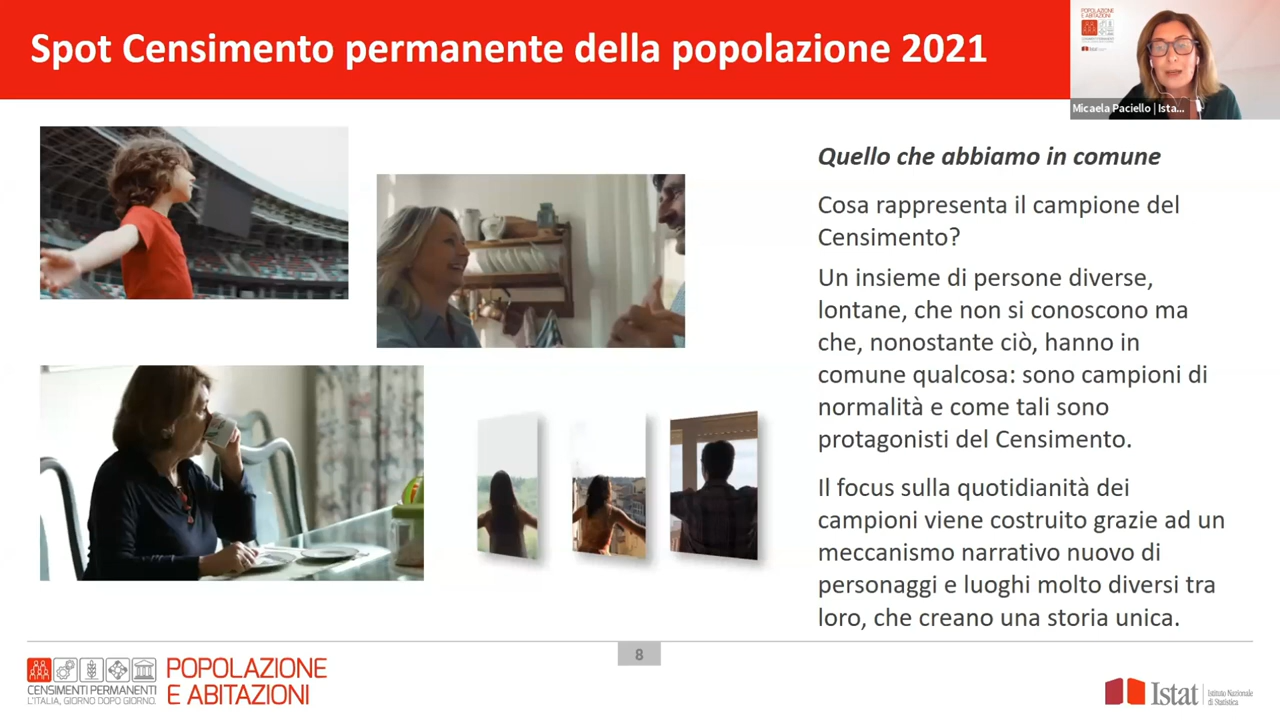 Spot Censimento permanente della popolazione 2021
POPOLAZIONE
E ABITAZIONI
Micaela Paciello | Ista...
Quello che abbiamo in comune
Cosa rappresenta il campione del
Censimento?
Un insieme di persone diverse,
lontane, che non si conoscono ma
che, nonostante ciò, hanno in
comune qualcosa: sono campioni di
normalità e come tali sono
protagonisti del Censimento.
Il focus sulla quotidianità dei
campioni viene costruito grazie ad un
meccanismo narrativo nuovo di
personaggi e luoghi molto diversi tra
loro, che creano una storia unica.
8
CENSIMENTI PERMANENTI
L'ITALIA, GIORNO DOPO GIORNO.
POPOLAZIONE
E ABITAZIONI
Istat
Istituto Nazionale
di Statistica